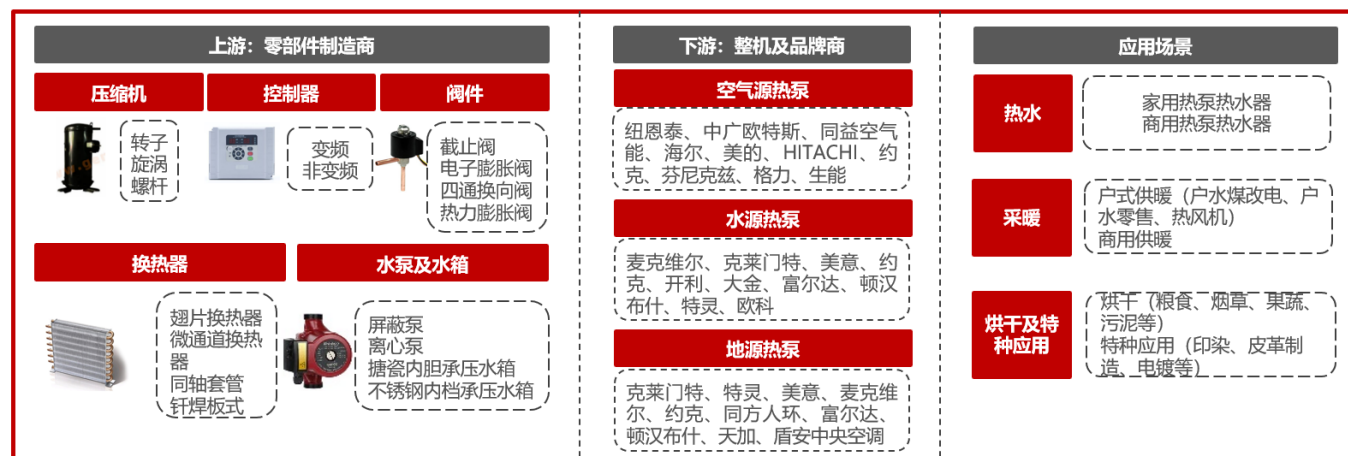 上游：零部件制造商
压缩机
控制器
阀件
转子
旋涡
螺杆
变频
非变频
截止阀
电子膨胀阀
四通换向阀
热力膨胀阀
换热器
水泵及水箱
翅片换热器
微通道换热
器
同轴套管
钎焊板式
屏蔽泵
离心泵
搪瓷内胆承压水箱
不锈钢内档承压水箱
下游：整机及品牌商
空气源热泵
纽恩泰、中广欧特斯、同益空气
能、海尔、美的、HITACHI、约
克、芬尼克兹、格力、生能
水源热泵
麦克维尔、克莱门特、美意、约
克、开利、大金、富尔达、顿汉
布什、特灵、欧科
地源热泵
克莱门特、特灵、美意、麦克维
尔、约克、同方人环、富尔达、
顿汉布什、天加、盾安中央空调
应用场景
热水
家用热泵热水器
商用热泵热水器
采暖
户式供暖（户水煤改电、户
水零售、热风机）
商用供暖
烘干及特
种应用
烘干（粮食、烟草、果蔬、
污泥等）
特种应用（印染、皮革制
造、电镀等）